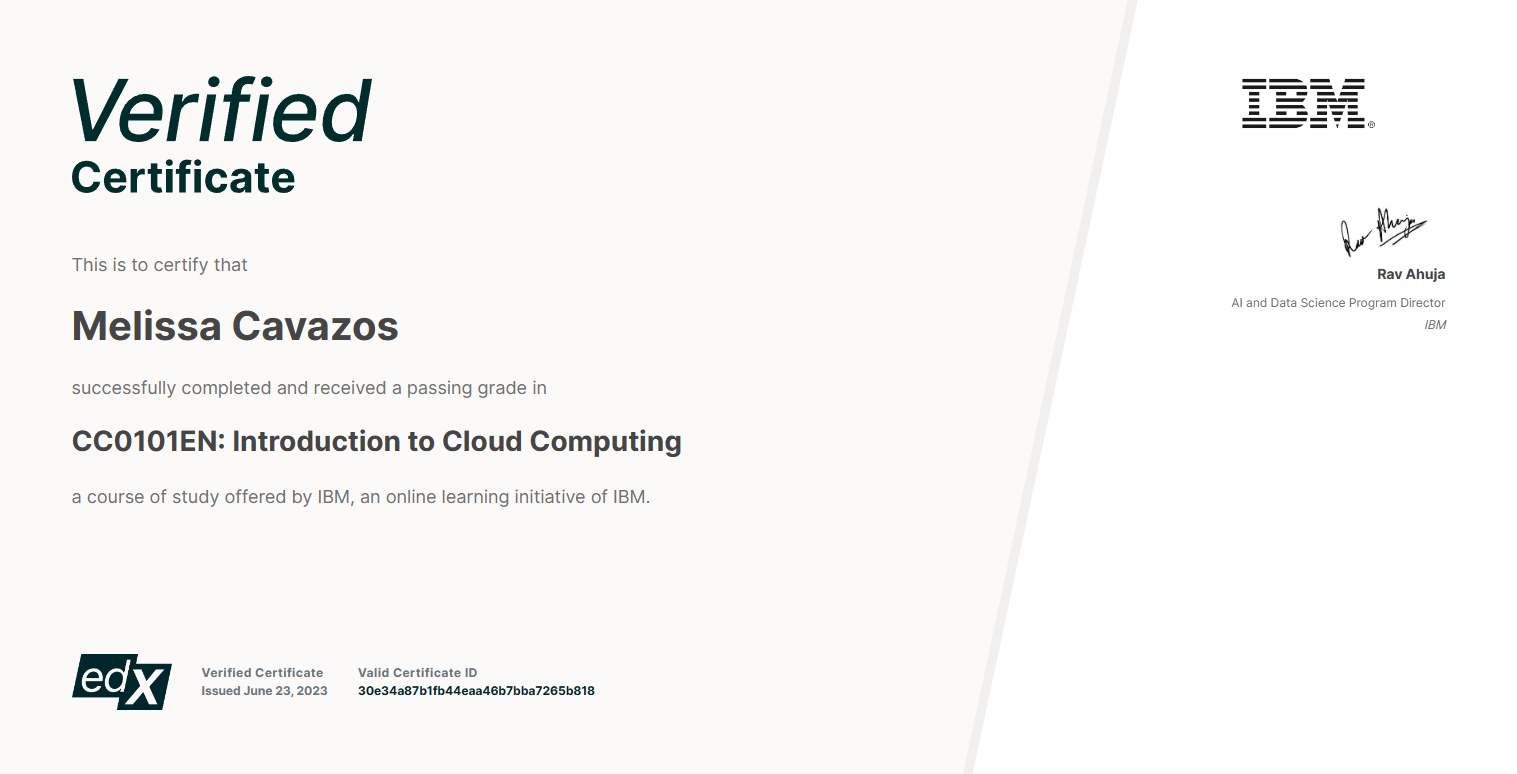 Verified
Certificate
This is to certify that
Melissa Cavazos
successfully completed and received a passing grade in
CC0101EN: Introduction to Cloud Computing
a course of study offered by IBM, an online learning initiative of IBM.
edX
Verified Certificate
Issued June 23, 2023
Valid Certificate ID
30e34a87b1fb44eaa46b7bba7265b818
IBM®
Rav Ahuja
Rav Ahuja
AI and Data Science Program Director
IBM